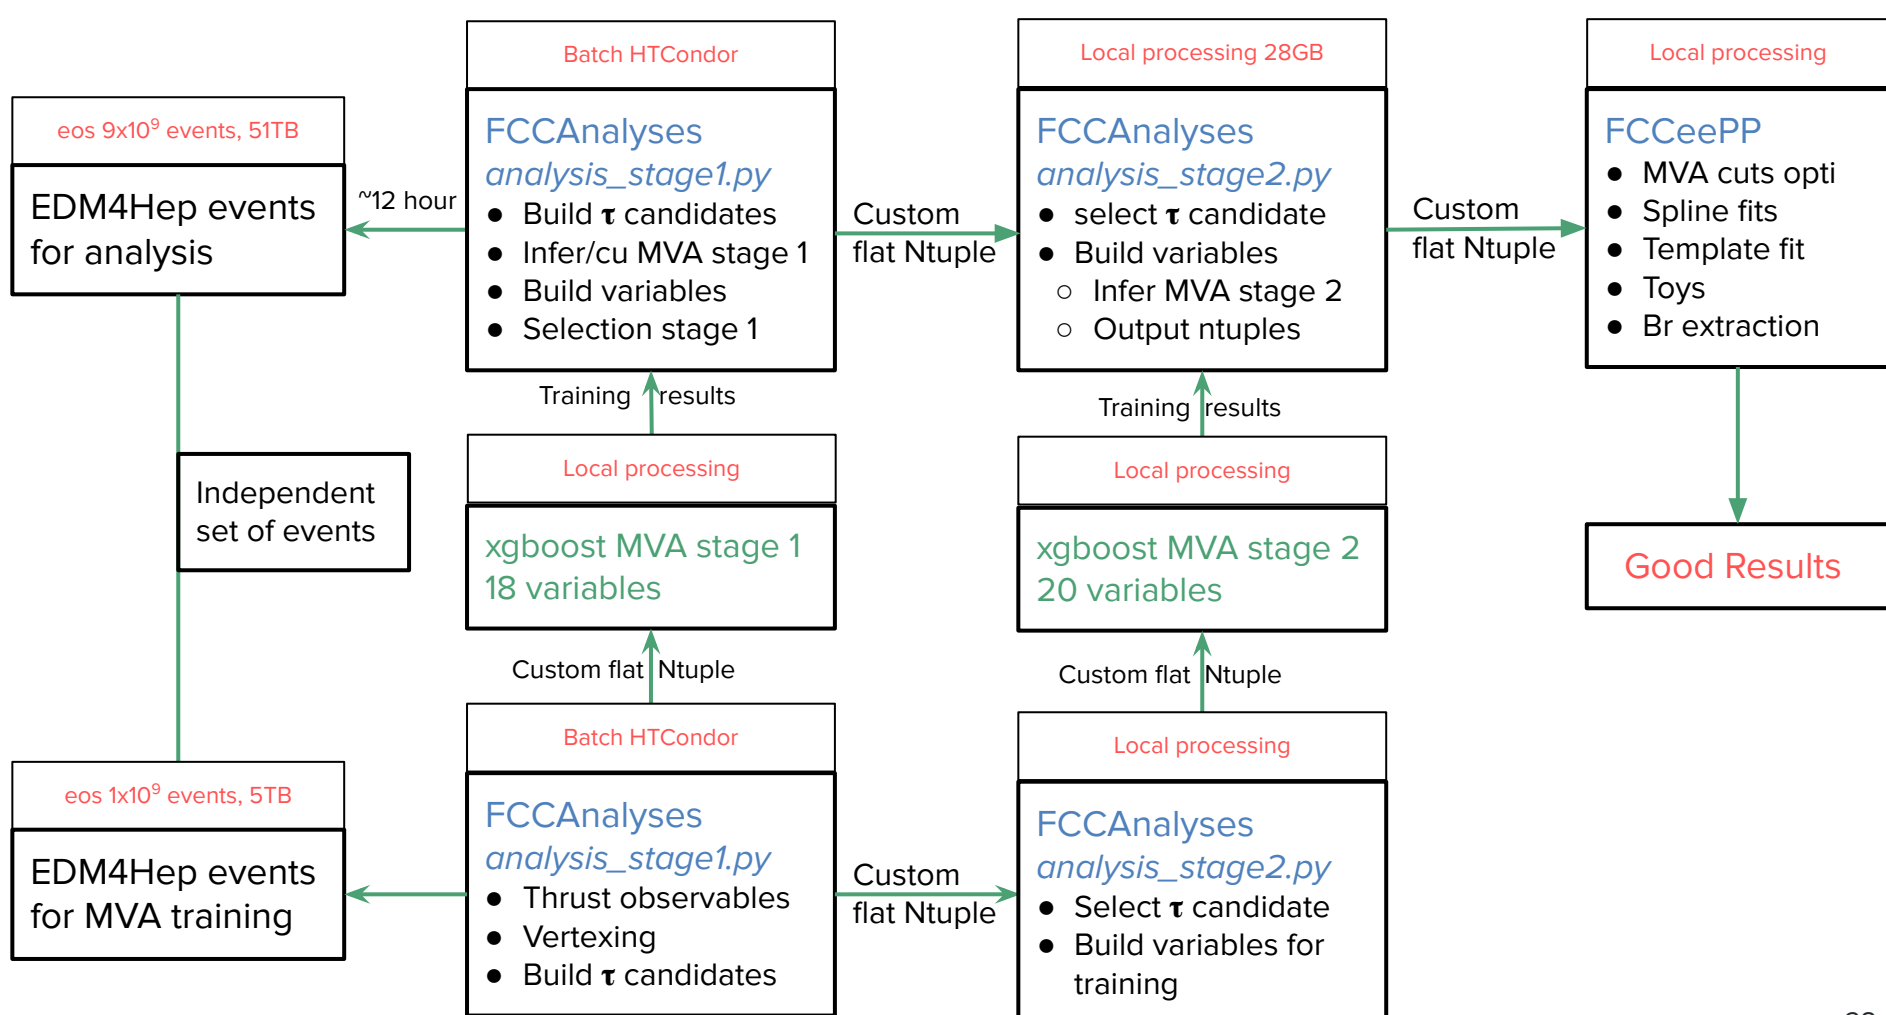 eos 9x10⁹ events, 51TB
EDM4Hep events
for analysis
~12 hour
Batch HTCondor
FCCAnalyses
analysis_stage1.py
● Build τ candidates
● Infer/cu MVA stage 1
● Build variables
● Selection stage 1
Custom
flat Ntuple
Local processing 28GB
FCCAnalyses
analysis_stage2.py
● select τ candidate
● Build variables
○ Infer MVA stage 2
○ Output ntuples
Custom
flat Ntuple
Local processing
FCCeePP
● MVA cuts opti
● Spline fits
● Template fit
● Toys
● Br extraction
Independent
set of events
Training results
Local processing
xgboost MVA stage 1
18 variables
Custom flat Ntuple
Training results
Local processing
xgboost MVA stage 2
20 variables
Custom flat Ntuple
Good Results
eos 1x10⁹ events, 5TB
EDM4Hep events
for MVA training
Batch HTCondor
FCCAnalyses
analysis_stage1.py
● Thrust observables
● Vertexing
● Build τ candidates
Custom
flat Ntuple
Local processing
FCCAnalyses
analysis_stage2.py
● Select τ candidate
● Build variables for
training